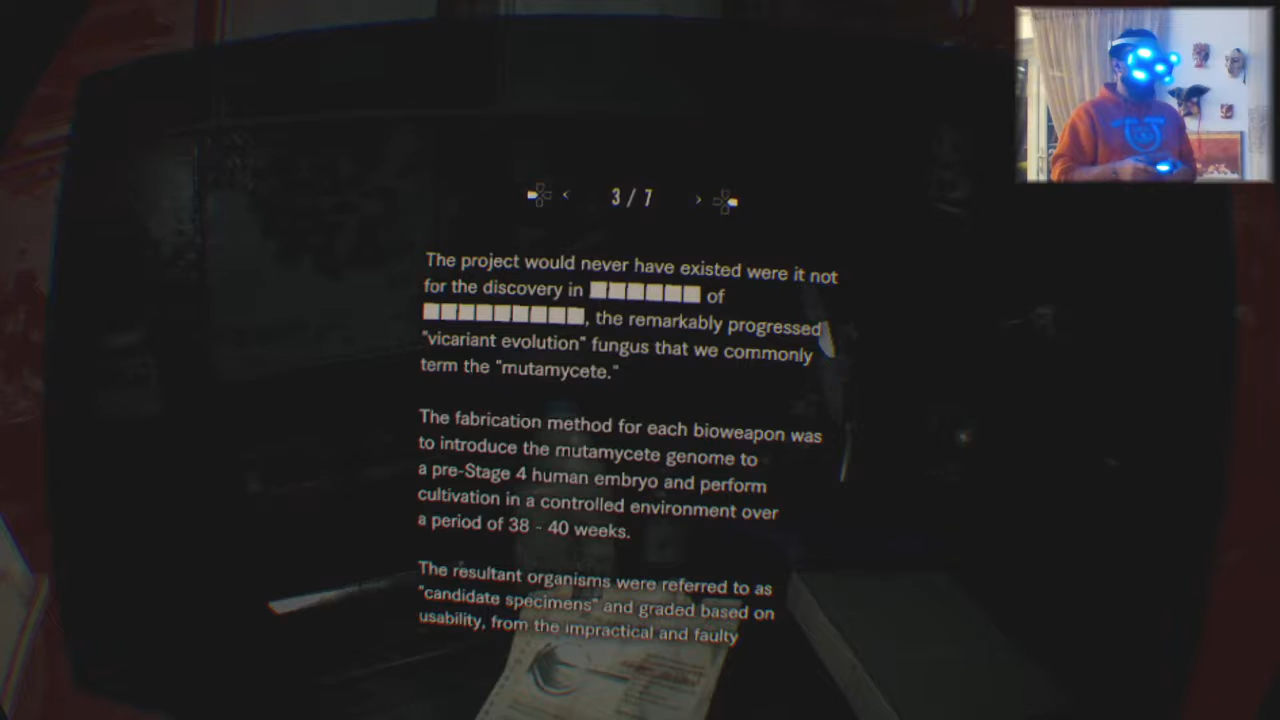 < 3 / 7 >
The project would never have existed were it not
for the discovery in ■■■■■■ of
■■■■■■■■■, the remarkably progressed
"vicariant evolution" fungus that we commonly
term the "mutamycete."
The fabrication method for each bioweapon was
to introduce the mutamycete genome to
a pre-Stage 4 human embryo and perform
cultivation in a controlled environment over
a period of 38 - 40 weeks.
The resultant organisms were referred to as
"candidate specimens" and graded based on
usability, from the impractical and faulty